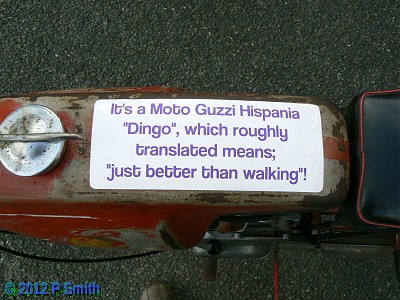 It's a Moto Guzzi Hispania
"Dingo", which roughly
translated means;
"just better than walking"!
© 2012 P Smith